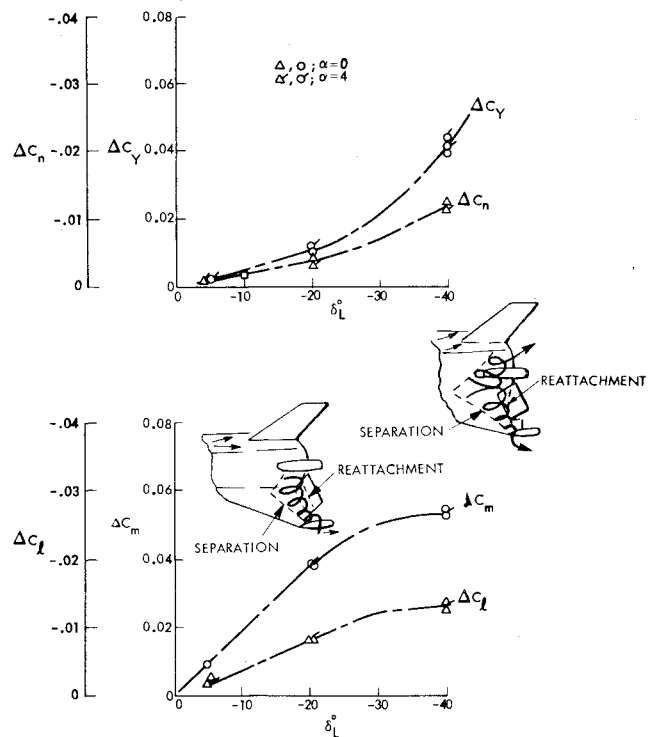 -.04
-.03
ΔCn -.02
-.01
0
0.08
0.06
ΔCY 0.04
0.02
0
△, ○ ; α=0
△, ○ ; α=4
ΔCY
ΔCn
0 -10 -20 -30 -40
δL°
REATTACHMENT
SEPARATION
REATTACHMENT
SEPARATION
-.04
-.03
ΔCl -.02
-.01
0
0.08
0.06
ΔCm
0.04
0.02
0
ΔCm
ΔCl
0 -10 -20 -30 -40
δL°